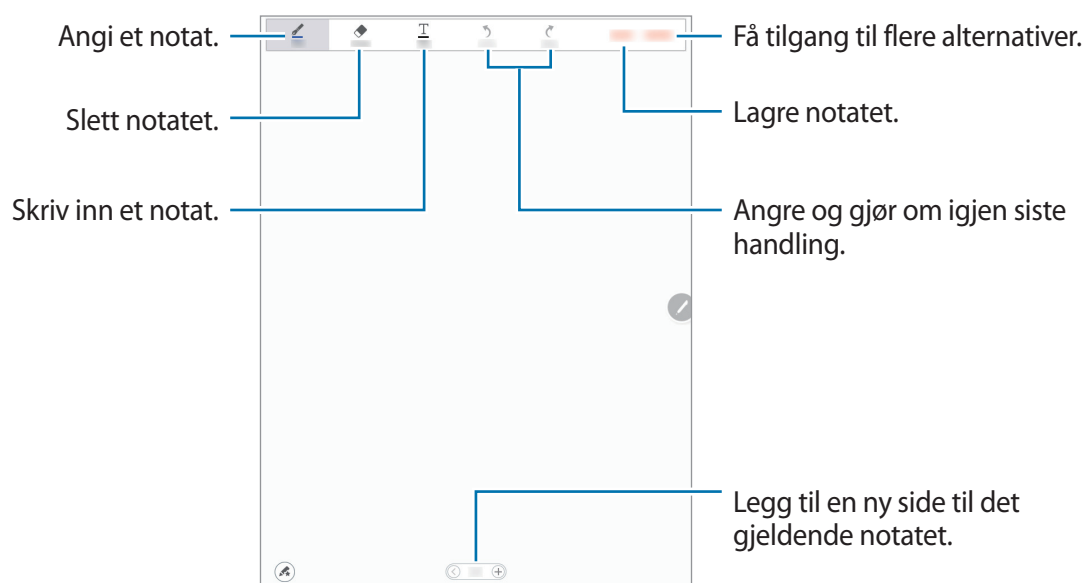 Angi et notat.
Få tilgang til flere alternativer.
Slett notatet.
Lagre notatet.
Skriv inn et notat.
Angre og gjør om igjen siste
handling.
Legg til en ny side til det
gjeldende notatet.